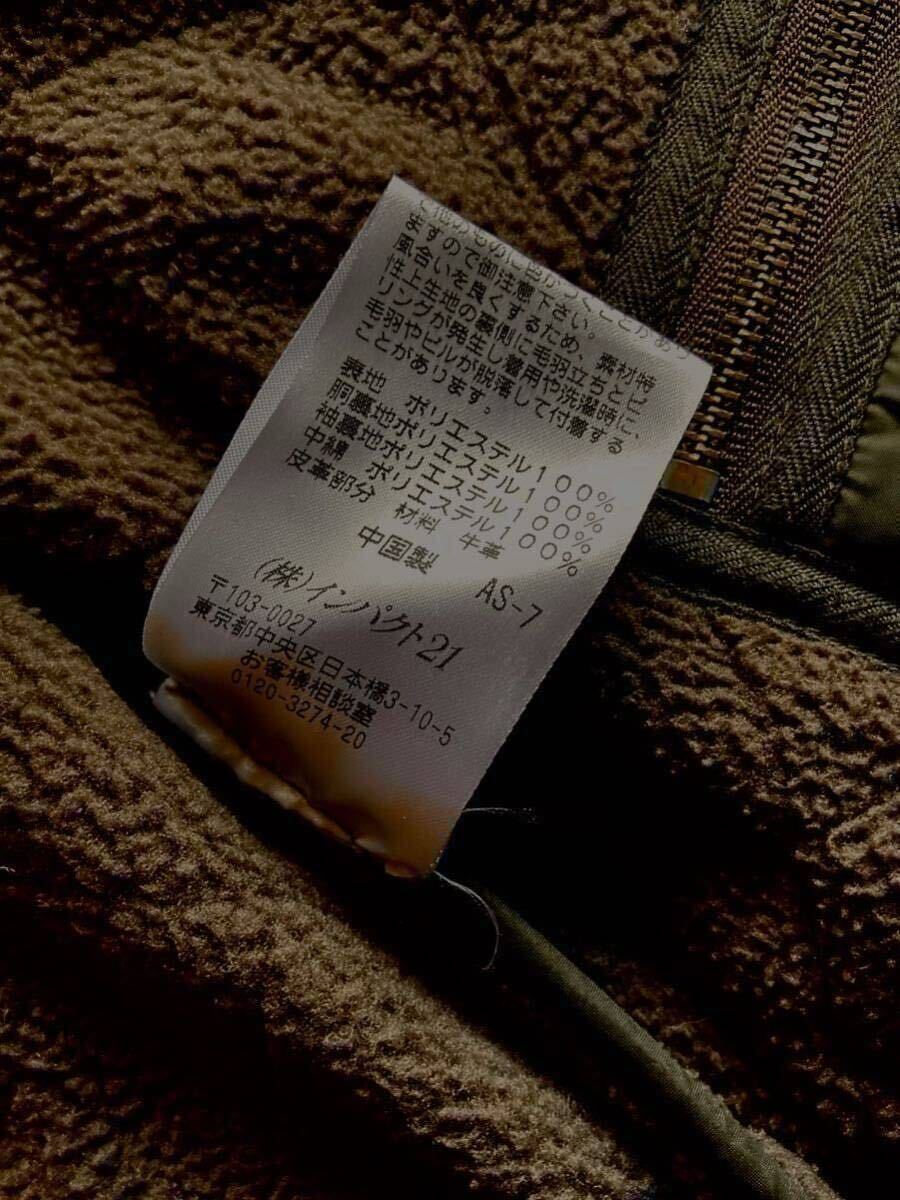 ますので御注意下さい。
風合いを良くするため、素材特
性上生地の裏側に毛羽立ちとピ
リングが発生し着用や洗濯時に、
毛羽やピルが脱落して付着する
ことがあります。
表地 ポリエステル100%
胴裏地ポリエステル100%
袖裏地ポリエステル100%
中綿 ポリエステル100%
皮革部分 材料 牛革
中国製 AS-7
(株)インパクト21
〒103-0027
東京都中央区日本橋3-10-5
お客様相談室
0120-3274-20